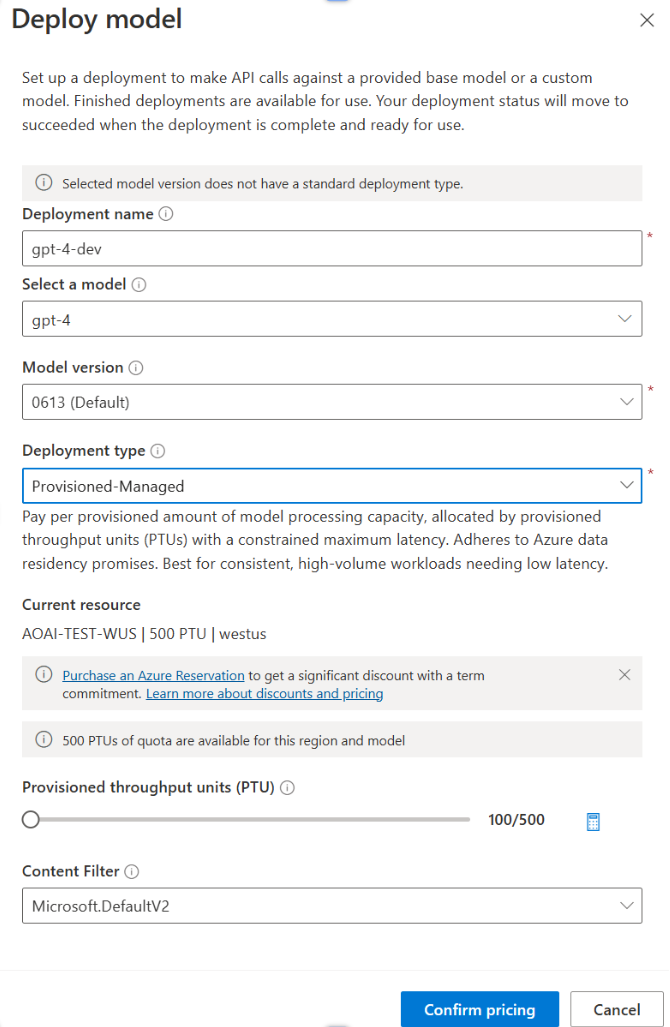 Deploy model
Set up a deployment to make API calls against a provided base model or a custom
model. Finished deployments are available for use. Your deployment status will move to
succeeded when the deployment is complete and ready for use.
Selected model version does not have a standard deployment type.
Deployment name
gpt-4-dev
*
Select a model
gpt-4
Model version
0613 (Default)
*
Deployment type
Provisioned-Managed
*
Pay per provisioned amount of model processing capacity, allocated by provisioned
throughput units (PTUs) with a constrained maximum latency. Adheres to Azure data
residency promises. Best for consistent, high-volume workloads needing low latency.
Current resource
AOAI-TEST-WUS | 500 PTU | westus
Purchase an Azure Reservation to get a significant discount with a term
commitment. Learn more about discounts and pricing
500 PTUs of quota are available for this region and model
Provisioned throughput units (PTU)
100/500
Content Filter
Microsoft.DefaultV2
Confirm pricing
Cancel